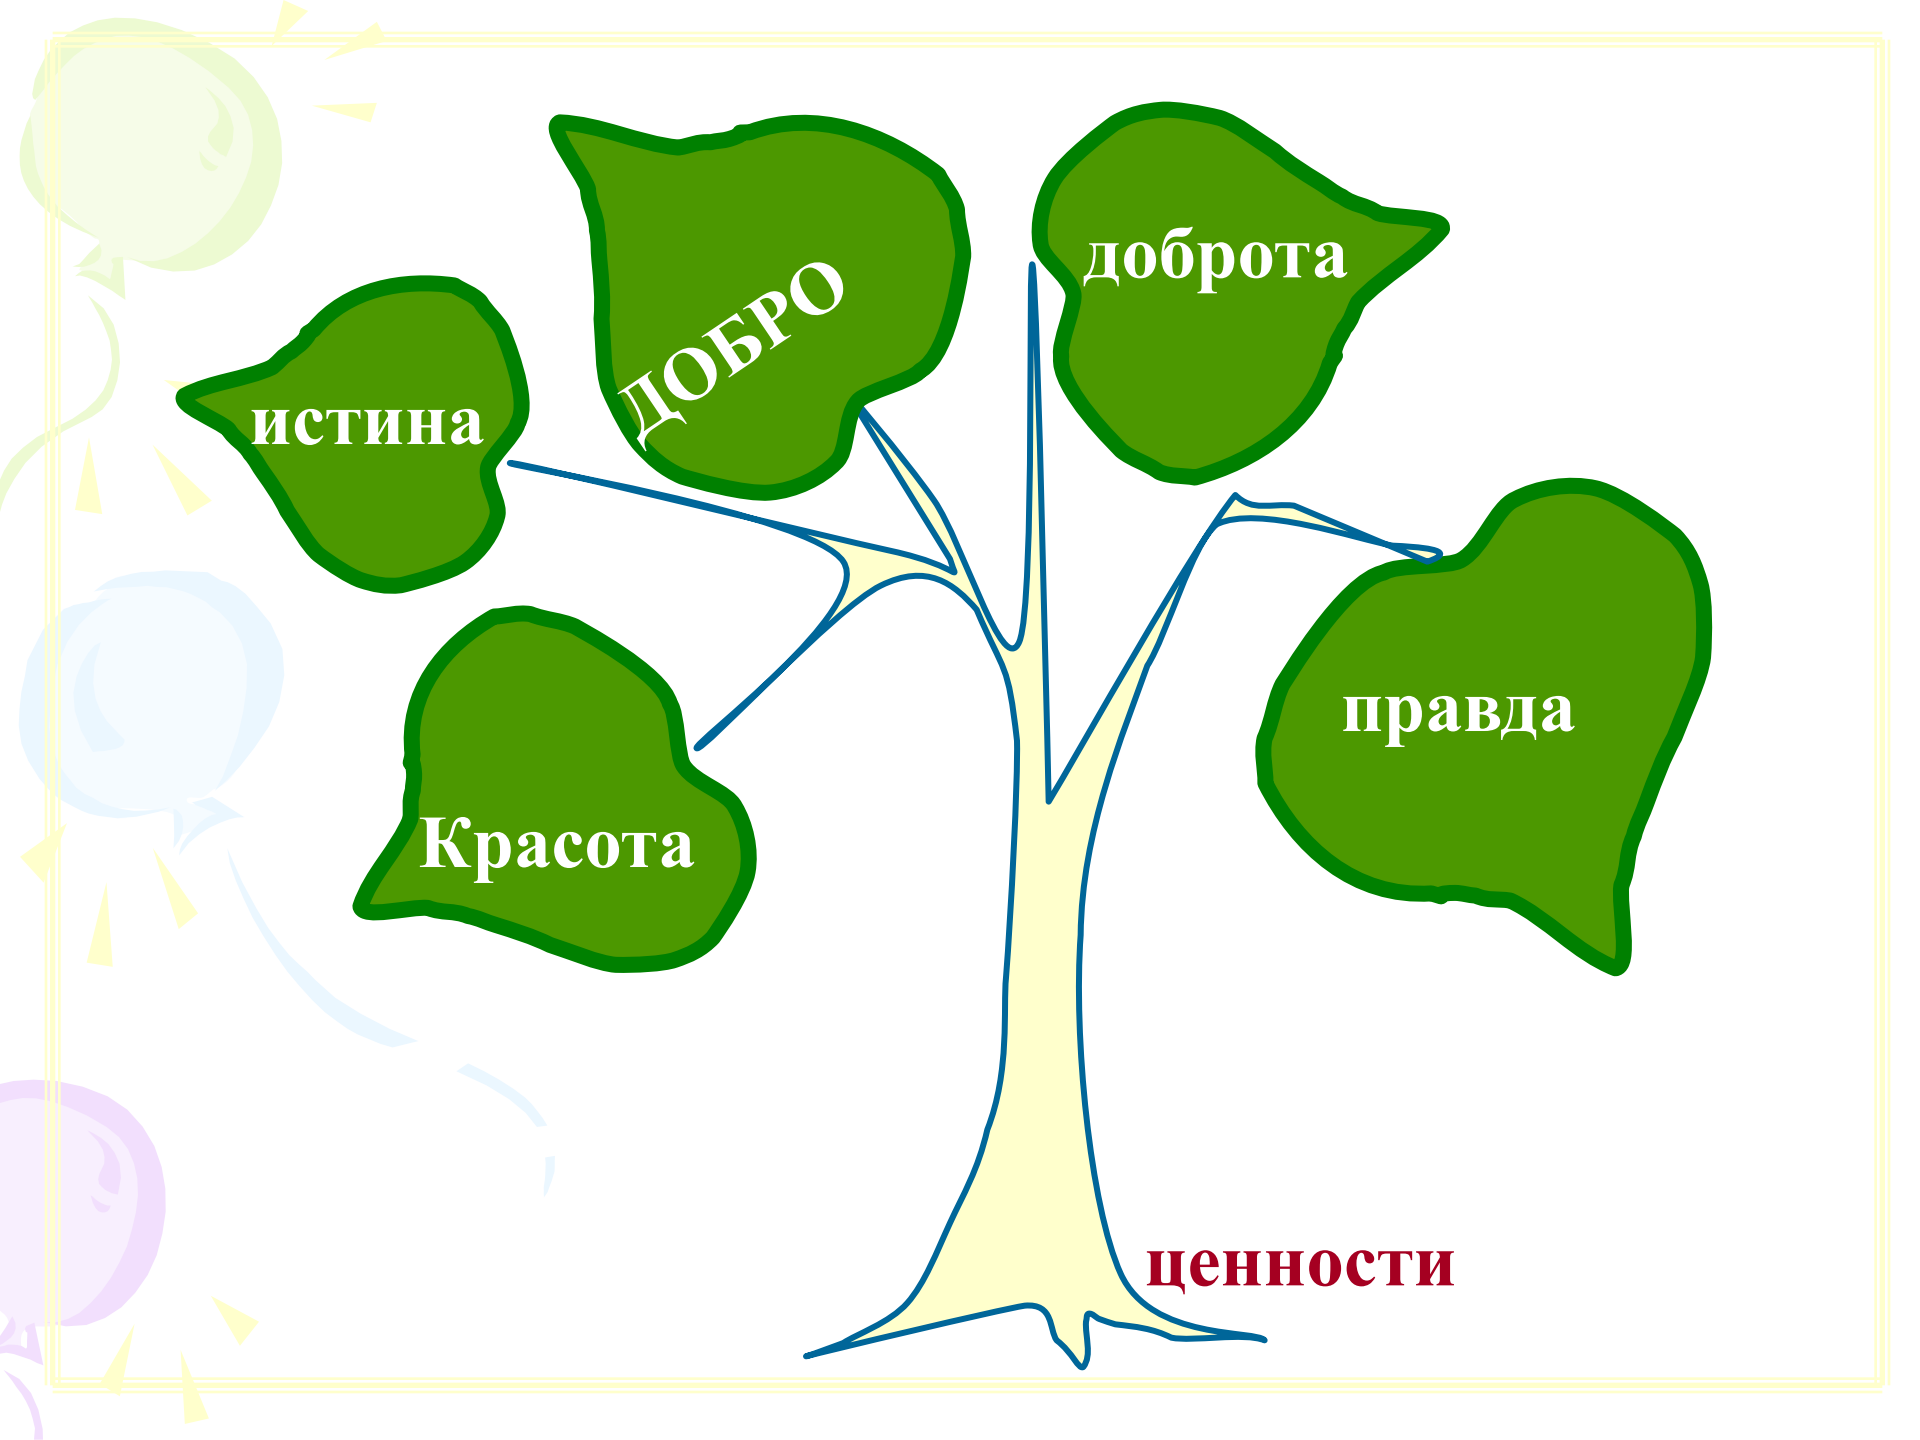 доброта
ДОБРО
истина
правда
Красота
ценности